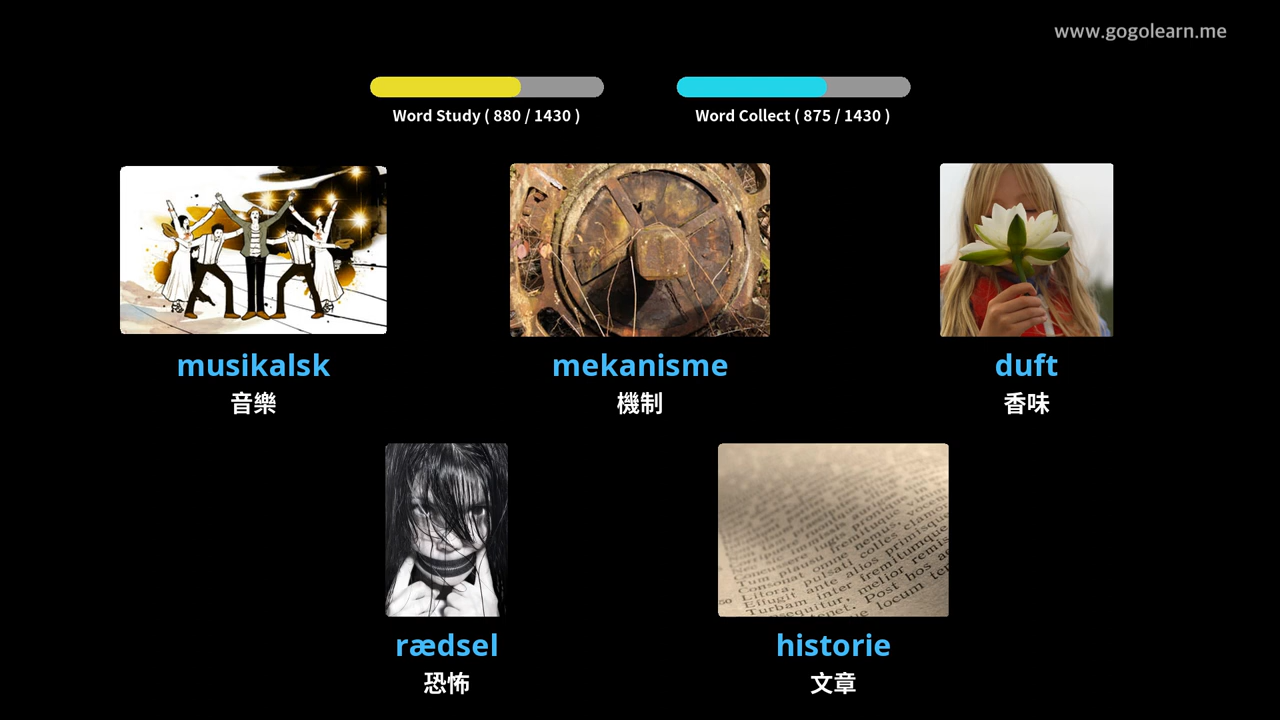 www.gogolearn.me
Word Study ( 880 / 1430 )
Word Collect ( 875 / 1430 )
musikalsk
音樂
mekanisme
機制
duft
香味
rædsel
恐怖
historie
文章